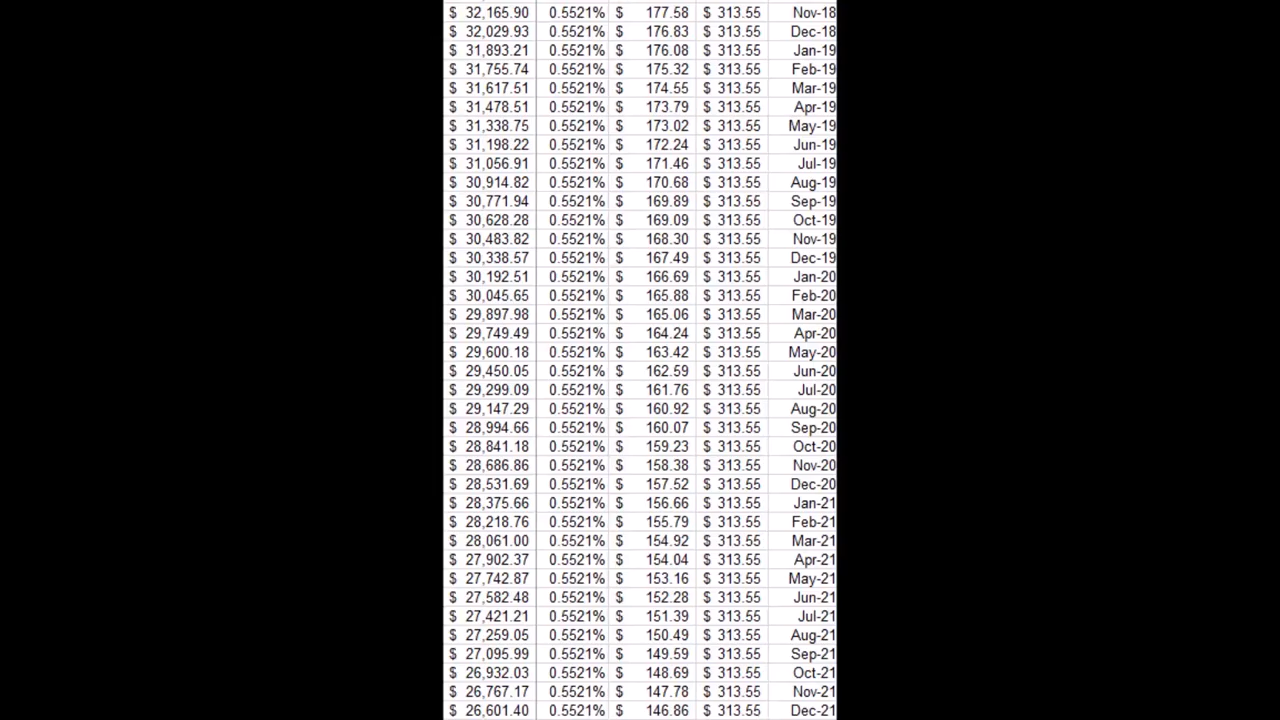 $ 32,165.90 0.5521% $ 177.58 $ 313.55 Nov-18
$ 32,029.93 0.5521% $ 176.83 $ 313.55 Dec-18
$ 31,893.21 0.5521% $ 176.08 $ 313.55 Jan-19
$ 31,755.74 0.5521% $ 175.32 $ 313.55 Feb-19
$ 31,617.51 0.5521% $ 174.55 $ 313.55 Mar-19
$ 31,478.51 0.5521% $ 173.79 $ 313.55 Apr-19
$ 31,338.75 0.5521% $ 173.02 $ 313.55 May-19
$ 31,198.22 0.5521% $ 172.24 $ 313.55 Jun-19
$ 31,056.91 0.5521% $ 171.46 $ 313.55 Jul-19
$ 30,914.82 0.5521% $ 170.68 $ 313.55 Aug-19
$ 30,771.94 0.5521% $ 169.89 $ 313.55 Sep-19
$ 30,628.28 0.5521% $ 169.09 $ 313.55 Oct-19
$ 30,483.82 0.5521% $ 168.30 $ 313.55 Nov-19
$ 30,338.57 0.5521% $ 167.49 $ 313.55 Dec-19
$ 30,192.51 0.5521% $ 166.69 $ 313.55 Jan-20
$ 30,045.65 0.5521% $ 165.88 $ 313.55 Feb-20
$ 29,897.98 0.5521% $ 165.06 $ 313.55 Mar-20
$ 29,749.49 0.5521% $ 164.24 $ 313.55 Apr-20
$ 29,600.18 0.5521% $ 163.42 $ 313.55 May-20
$ 29,450.05 0.5521% $ 162.59 $ 313.55 Jun-20
$ 29,299.09 0.5521% $ 161.76 $ 313.55 Jul-20
$ 29,147.29 0.5521% $ 160.92 $ 313.55 Aug-20
$ 28,994.66 0.5521% $ 160.07 $ 313.55 Sep-20
$ 28,841.18 0.5521% $ 159.23 $ 313.55 Oct-20
$ 28,686.86 0.5521% $ 158.38 $ 313.55 Nov-20
$ 28,531.69 0.5521% $ 157.52 $ 313.55 Dec-20
$ 28,375.66 0.5521% $ 156.66 $ 313.55 Jan-21
$ 28,218.76 0.5521% $ 155.79 $ 313.55 Feb-21
$ 28,061.00 0.5521% $ 154.92 $ 313.55 Mar-21
$ 27,902.37 0.5521% $ 154.04 $ 313.55 Apr-21
$ 27,742.87 0.5521% $ 153.16 $ 313.55 May-21
$ 27,582.48 0.5521% $ 152.28 $ 313.55 Jun-21
$ 27,421.21 0.5521% $ 151.39 $ 313.55 Jul-21
$ 27,259.05 0.5521% $ 150.49 $ 313.55 Aug-21
$ 27,095.99 0.5521% $ 149.59 $ 313.55 Sep-21
$ 26,932.03 0.5521% $ 148.69 $ 313.55 Oct-21
$ 26,767.17 0.5521% $ 147.78 $ 313.55 Nov-21
$ 26,601.40 0.5521% $ 146.86 $ 313.55 Dec-21